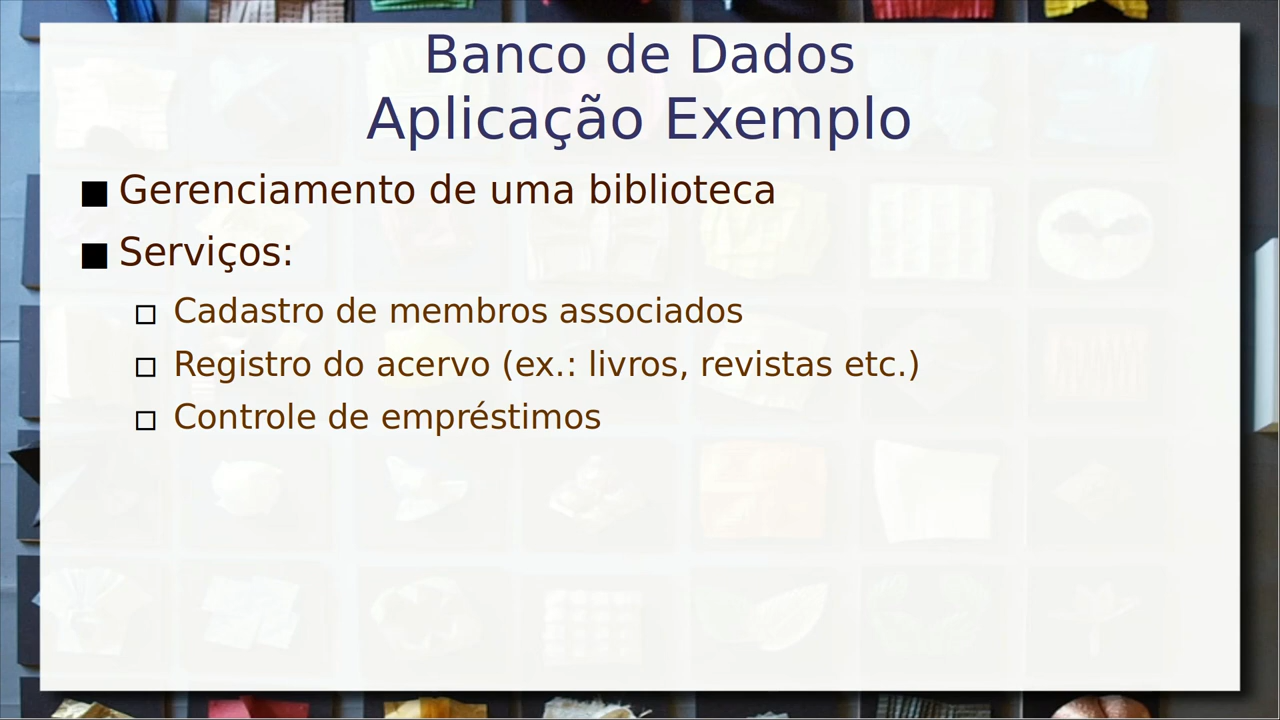 Banco de Dados
Aplicação Exemplo
Gerenciamento de uma biblioteca
Serviços:
Cadastro de membros associados
Registro do acervo (ex.: livros, revistas etc.)
Controle de empréstimos